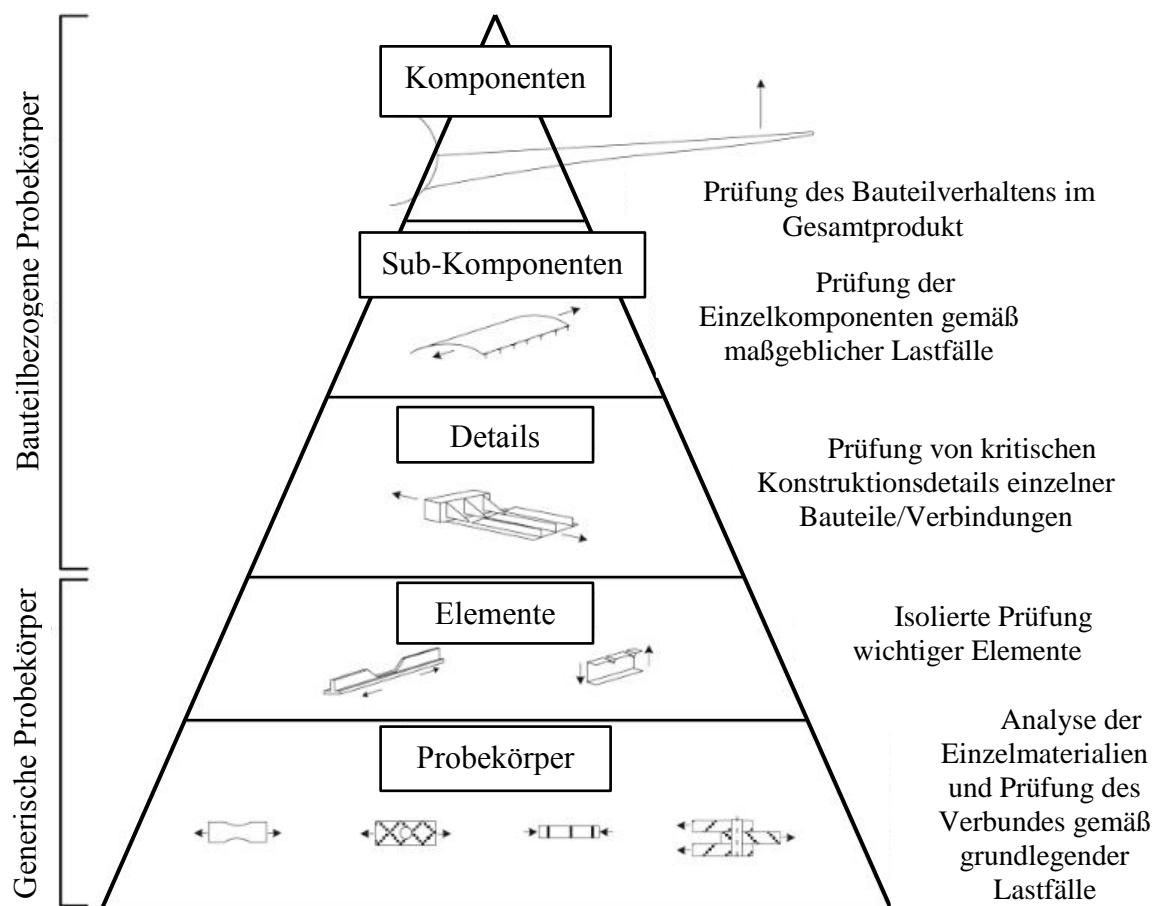 Komponenten
Prüfung des Bauteilverhaltens im
Gesamtprodukt
Sub-Komponenten
Prüfung der
Einzelkomponenten gemäß
maßgeblicher Lastfälle
Bauteilbezogene Probekörper
Details
Prüfung von kritischen
Konstruktionsdetails einzelner
Bauteile/Verbindungen
Elemente
Isolierte Prüfung
wichtiger Elemente
Generische Probekörper
Probekörper
Analyse der
Einzelmaterialien
und Prüfung des
Verbundes gemäß
grundlegender
Lastfälle